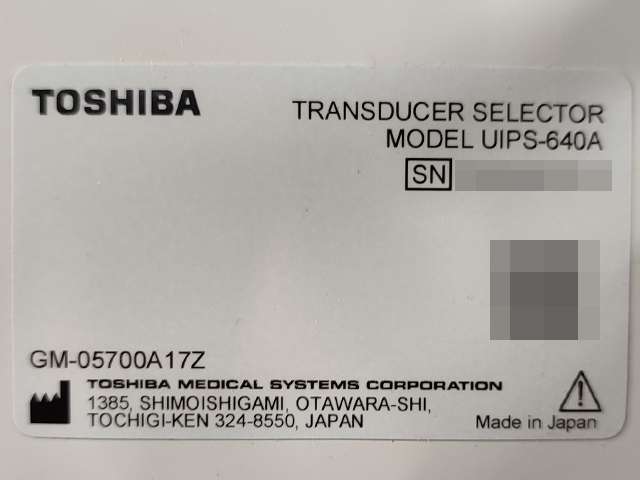 TOSHIBA
TRANSDUCER SELECTOR
MODEL UIPS-640A
SN
GM-05700A17Z
TOSHIBA MEDICAL SYSTEMS CORPORATION
1385, SHIMOISHIGAMI, OTAWARA-SHI,
TOCHIGI-KEN 324-8550, JAPAN
Made in Japan